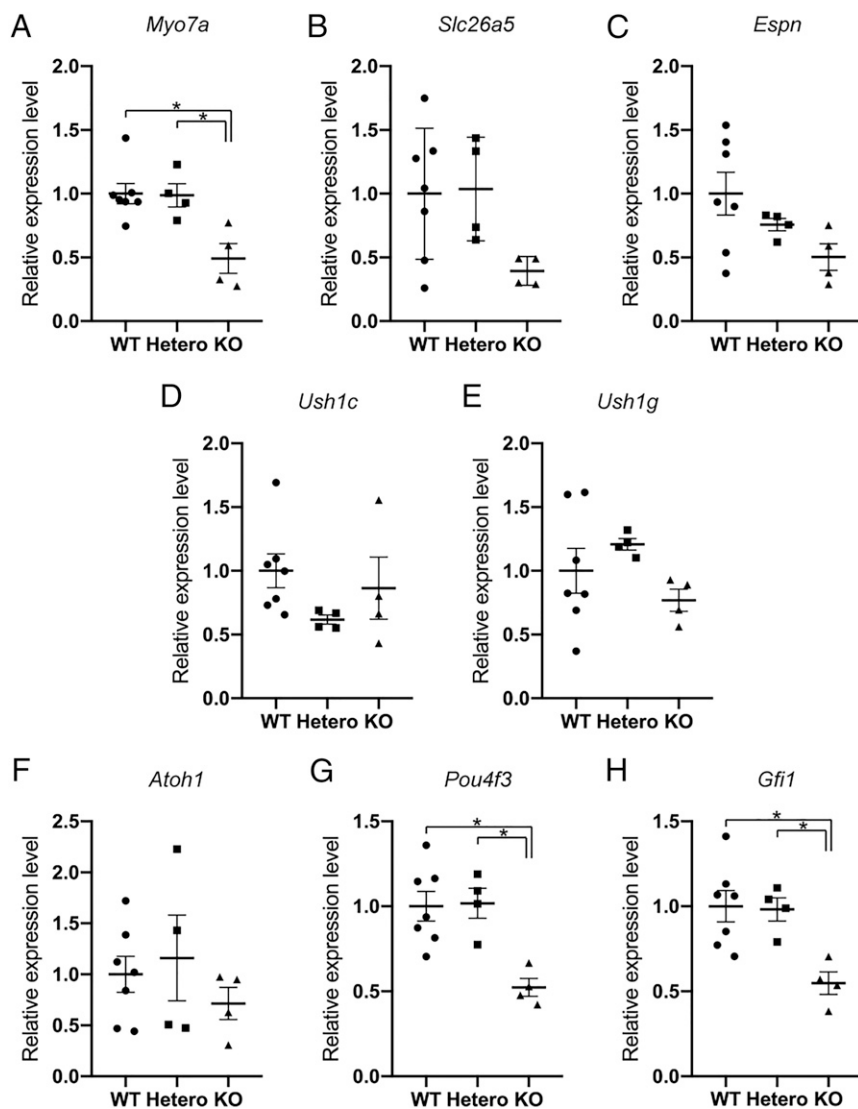 A
Myo7a
Relative expression level
2.0
1.5
1.0
0.5
0.0
*
*
WT Hetero KO
B
Slc26a5
Relative expression level
2.0
1.5
1.0
0.5
0.0
WT Hetero KO
C
Espn
Relative expression level
2.0
1.5
1.0
0.5
0.0
WT Hetero KO
D
Ush1c
Relative expression level
2.0
1.5
1.0
0.5
0.0
WT Hetero KO
E
Ush1g
Relative expression level
2.0
1.5
1.0
0.5
0.0
WT Hetero KO
F
Atoh1
Relative expression level
2.5
2.0
1.5
1.0
0.5
0.0
WT Hetero KO
G
Pou4f3
Relative expression level
1.5
1.0
0.5
0.0
*
*
WT Hetero KO
H
Gfi1
Relative expression level
1.5
1.0
0.5
0.0
*
*
WT Hetero KO